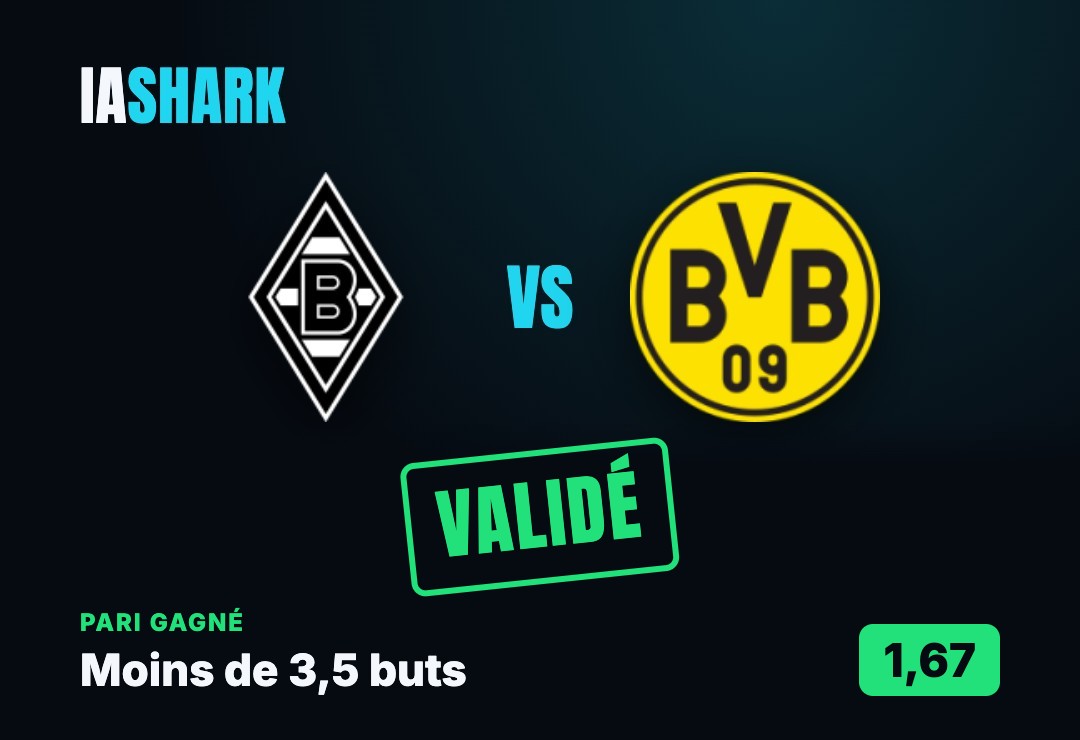 IASHARK
B
VS
BVB
09
VALIDÉ
PARI GAGNÉ
Moins de 3,5 buts
1,67